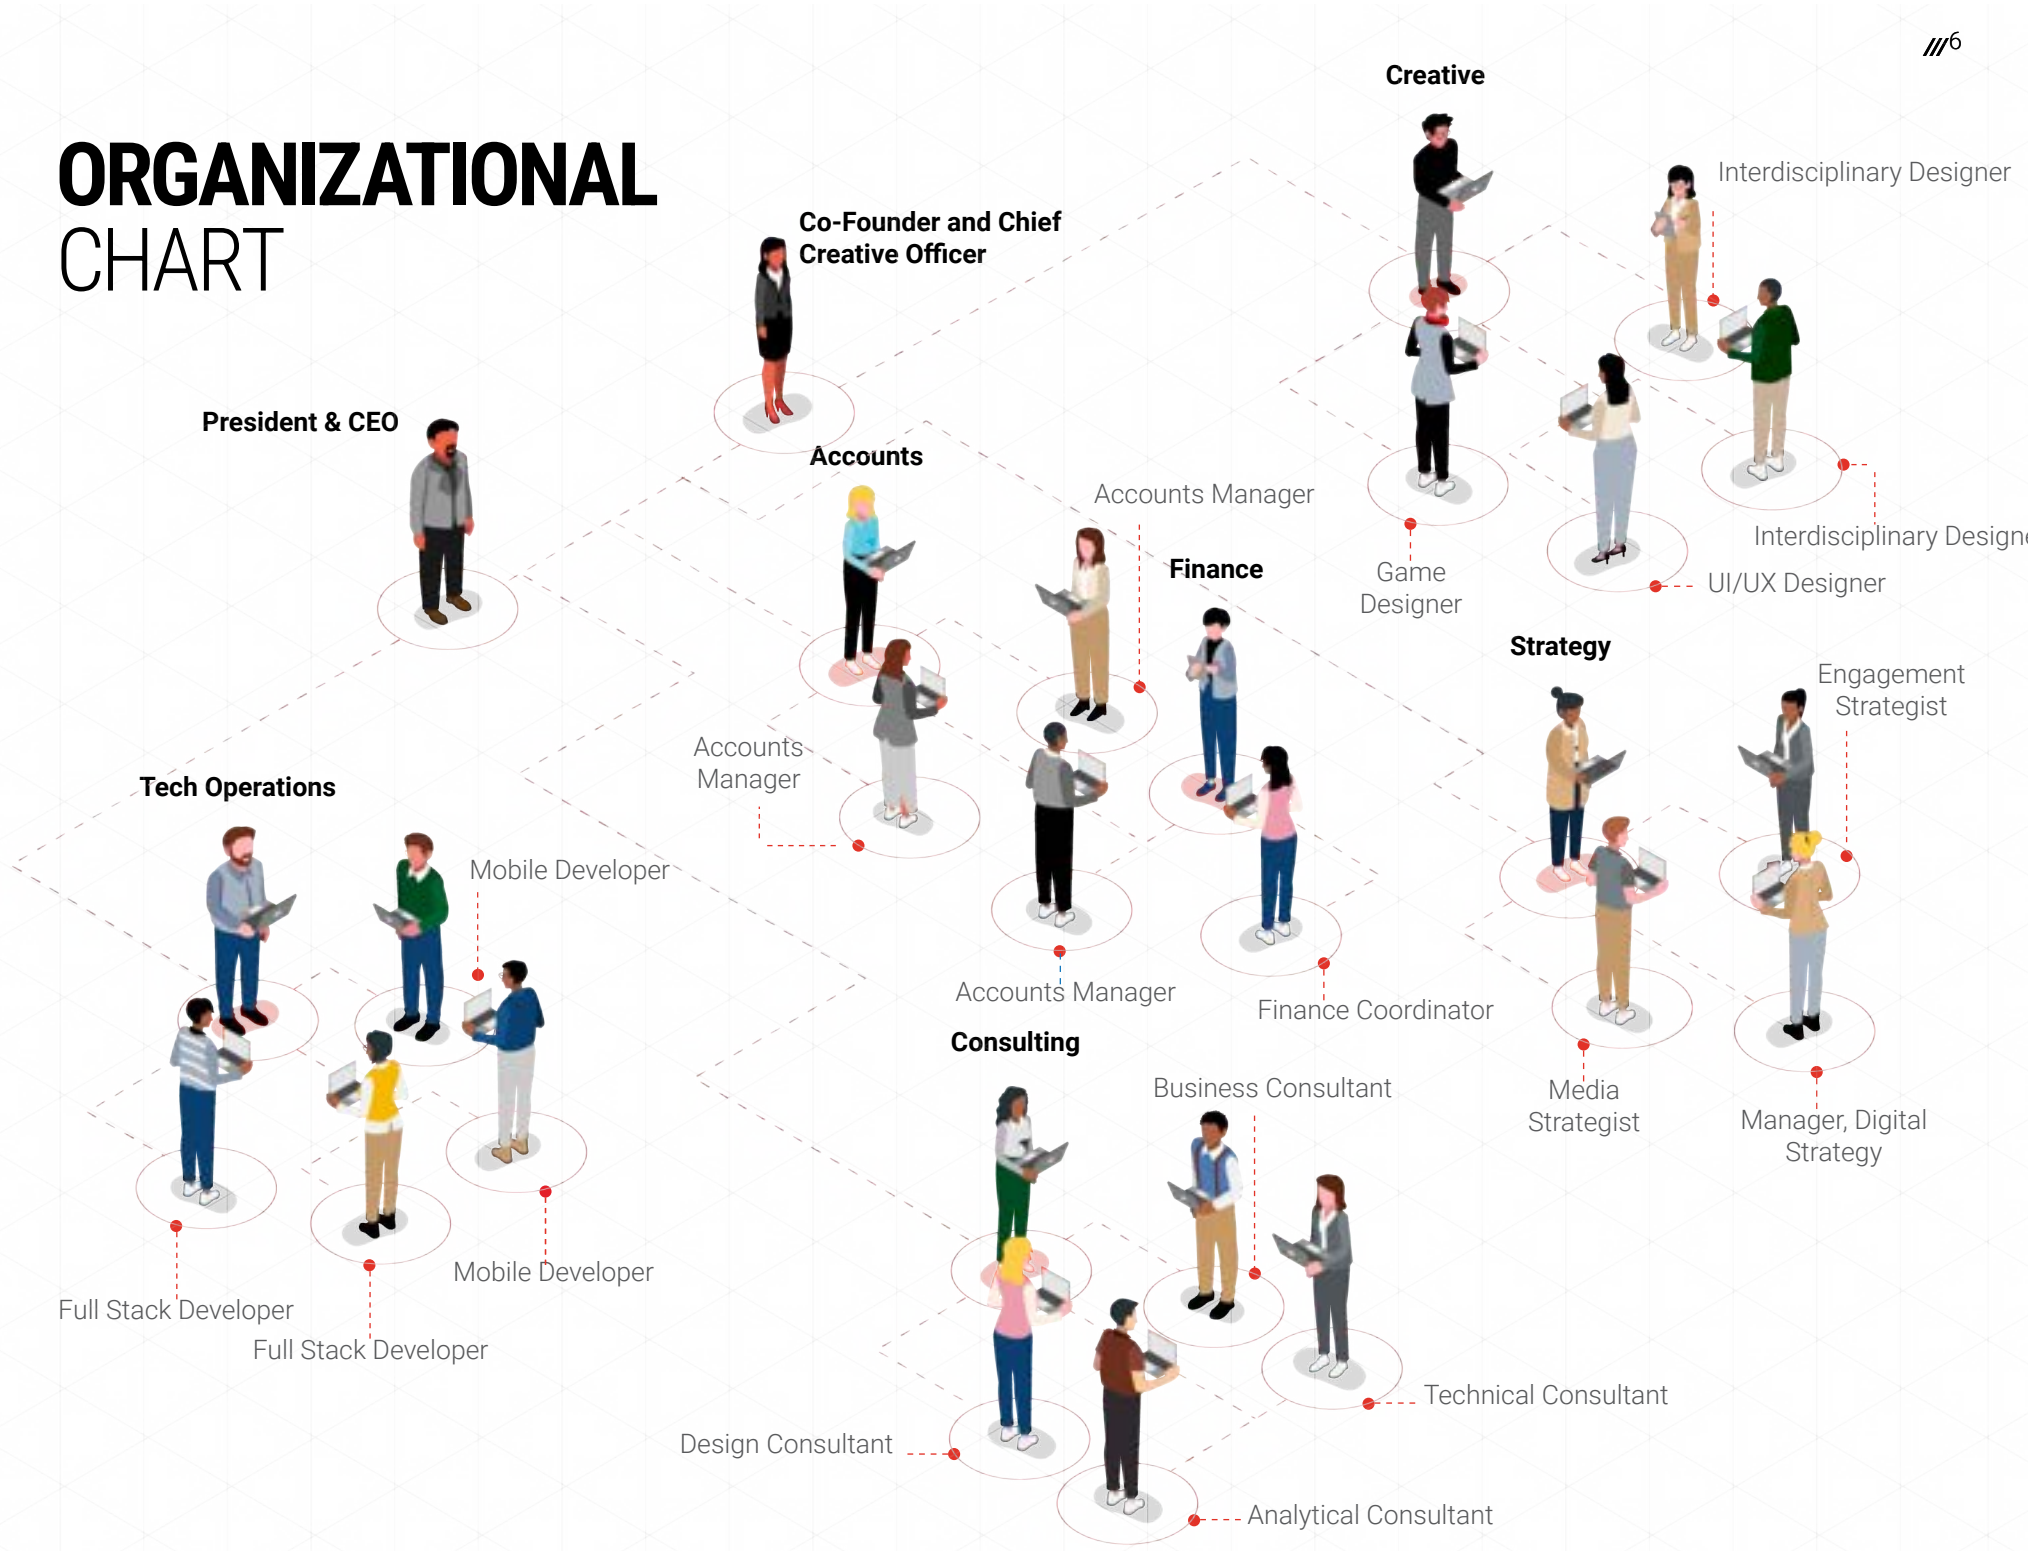 6
ORGANIZATIONAL
CHART
Creative
Interdisciplinary Designer
Co-Founder and Chief
Creative Officer
President & CEO
Accounts
Accounts Manager
Interdisciplinary Designe
Finance
Game
Designer
UI/UX Designer
Strategy
Engagement
Strategist
Accounts
Manager
Tech Operations
Mobile Developer
Accounts Manager
Finance Coordinator
Consulting
Business Consultant
Media
Strategist
Manager, Digital
Strategy
Mobile Developer
Full Stack Developer
Full Stack Developer
Technical Consultant
Design Consultant
Analytical Consultant